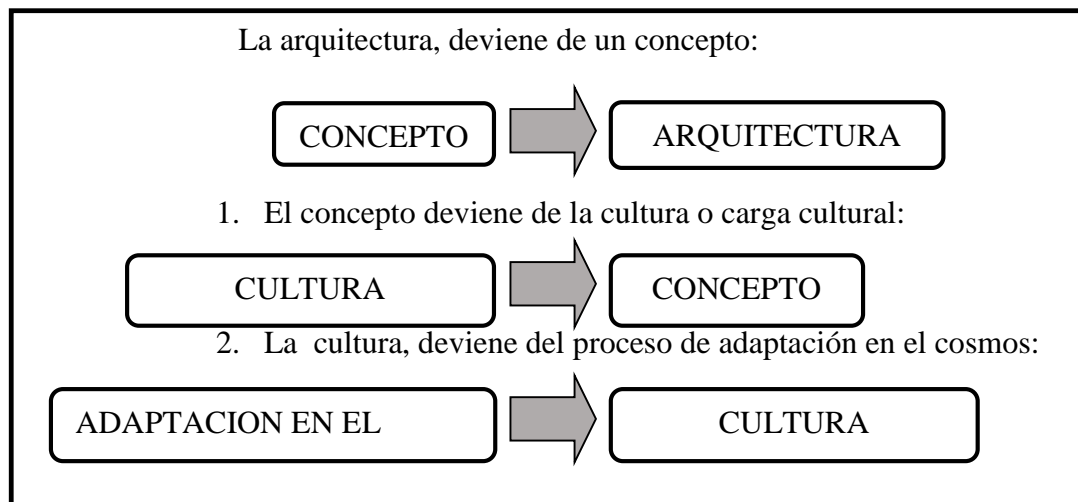 La arquitectura, deviene de un concepto:
CONCEPTO ARQUITECTURA
1. El concepto deviene de la cultura o carga cultural:
CULTURA CONCEPTO
2. La cultura, deviene del proceso de adaptación en el cosmos:
ADAPTACION EN EL CULTURA